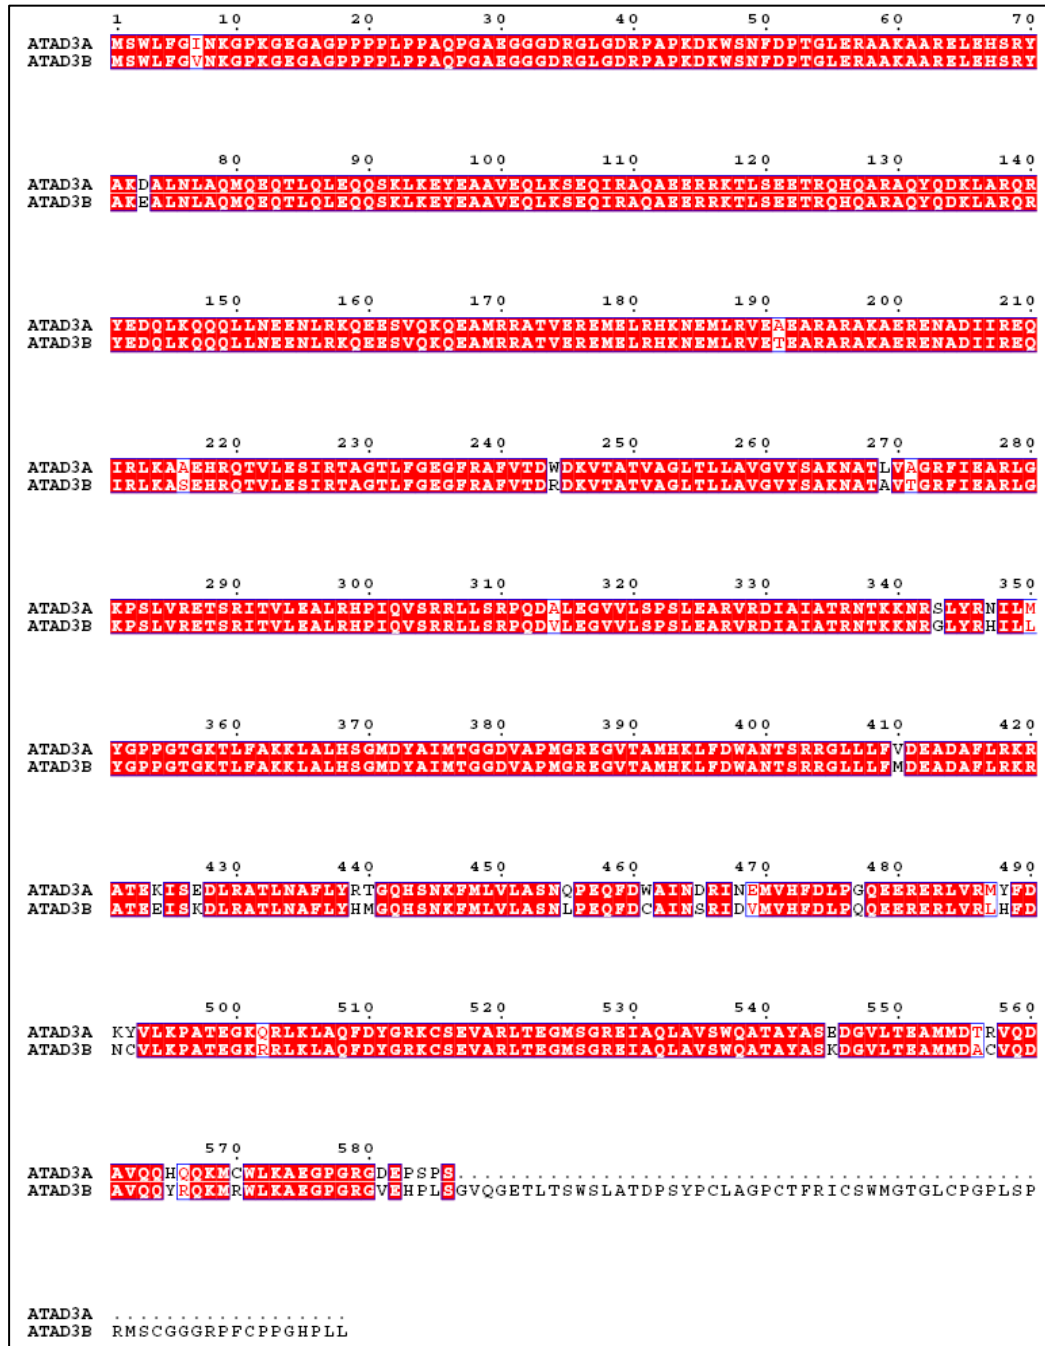 1 10 20 30 40 50 60 70
ATAD3A MSWLFGINKGPKGEGAGPPPPLPPAQPGAEGGGDRGLGDRPAPKDKWSNFDPTGLERAAKAARELEHSRY
ATAD3B MSWLFGVNKGPKGEGAGPPPPLPPAQPGAEGGGDRGLGDRPAPKDKWSNFDPTGLERAAKAARELEHSRY
80 90 100 110 120 130 140
ATAD3A AKDALNLAQMQEQTLQLEQQSKLKEYEAAVEQLKSEQIRAQAEERRKTLSEETRQHQARAQYQDKLARQR
ATAD3B AKEALNLAQMQEQTLQLEQQSKLKEYEAAVEQLKSEQIRAQAEERRKTLSEETRQHQARAQYQDKLARQR
150 160 170 180 190 200 210
ATAD3A YEDQLKQQQLLNEENLRKQEESVQKQEAMRRATVEREMELRHKNEMLRVEAEARARAKAERENADIIREQ
ATAD3B YEDQLKQQQLLNEENLRKQEESVQKQEAMRRATVEREMELRHKNEMLRVETEARARAKAERENADIIREQ
220 230 240 250 260 270 280
ATAD3A IRLKAAEHRQTVLESIRTAGTLFGEGFRAFVTDWDKVTATVAGLTLLAVGVYSAKNATLVAGRFIEARLG
ATAD3B IRLKASEHRQTVLESIRTAGTLFGEGFRAFVTDRDKVTATVAGLTLLAVGVYSAKNATAVTGRFIEARLG
290 300 310 320 330 340 350
ATAD3A KPSLVRETSRITVLEALRHPIQVSRRLLSRPQDALEGVVLSPSLEARVRDIAIATRNTKKNRSLYRNILM
ATAD3B KPSLVRETSRITVLEALRHPIQVSRRLLSRPQDVLEGVVLSPSLEARVRDIAIATRNTKKNRGLYRHILL
360 370 380 390 400 410 420
ATAD3A YGPPGTGKTLFAKKLALHSGMDYAIMTGGDVAPMGREGVTAMHKLFDWANTSRRGLLLFVDEADAFLRKR
ATAD3B YGPPGTGKTLFAKKLALHSGMDYAIMTGGDVAPMGREGVTAMHKLFDWANTSRRGLLLFMDEADAFLRKR
430 440 450 460 470 480 490
ATAD3A ATEKISEDLRATLNAFLYRTGQHSNKFMLVLASNQPEQFDWAINDRINEMVHFDLPGQEERERLVRMYFD
ATAD3B ATEEISKDLRATLNAFLYHMGQHSNKFMLVLASNLPEQFDCAINSRIDVMVHFDLPQQEERERLVRLHFD
500 510 520 530 540 550 560
ATAD3A KYVLKPATEGKQRLKLAQFDYGRKCSEVARLTEGMSGREIAQLAVSWQATAYASEDGVLTEAMMDTRVQD
ATAD3B NCVLKPATEGKRRLKLAQFDYGRKCSEVARLTEGMSGREIAQLAVSWQATAYASKDGVLTEAMMDACVQD
570 580
ATAD3A AVQQHQQKMCWLKAEGPGRGDEPSPS............................................
ATAD3B AVQQYRQKMRWLKAEGPGRGVEHPLSGVQGETLTSWSLATDPSYPCLAGPCTFRICSWMGTGLCPGPLSP
ATAD3A ..................
ATAD3B RMSCGGGRPFCPPGHPLL